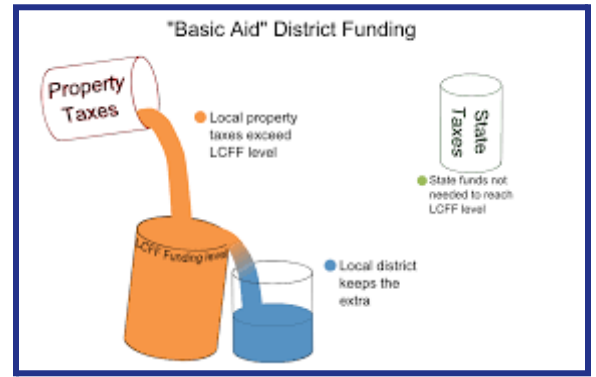 "Basic Aid" District Funding
Property
Taxes
Local property
taxes exceed
LCFF level
State
Taxes
State funds not
needed to reach
LCFF level
LCFF Funding level
Local district
keeps the
extra